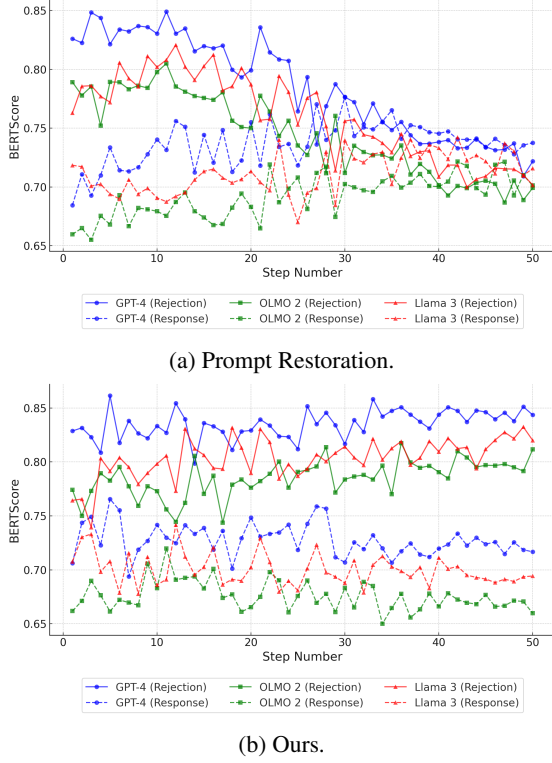 0.85
0.80
0.75
0.70
0.65
BERTScore
0 10 20 30 40 50
Step Number
GPT-4 (Rejection) OLMO 2 (Rejection) Llama 3 (Rejection)
GPT-4 (Response) OLMO 2 (Response) Llama 3 (Response)
(a) Prompt Restoration.
0.85
0.80
0.75
0.70
0.65
BERTScore
0 10 20 30 40 50
Step Number
GPT-4 (Rejection) OLMO 2 (Rejection) Llama 3 (Rejection)
GPT-4 (Response) OLMO 2 (Response) Llama 3 (Response)
(b) Ours.